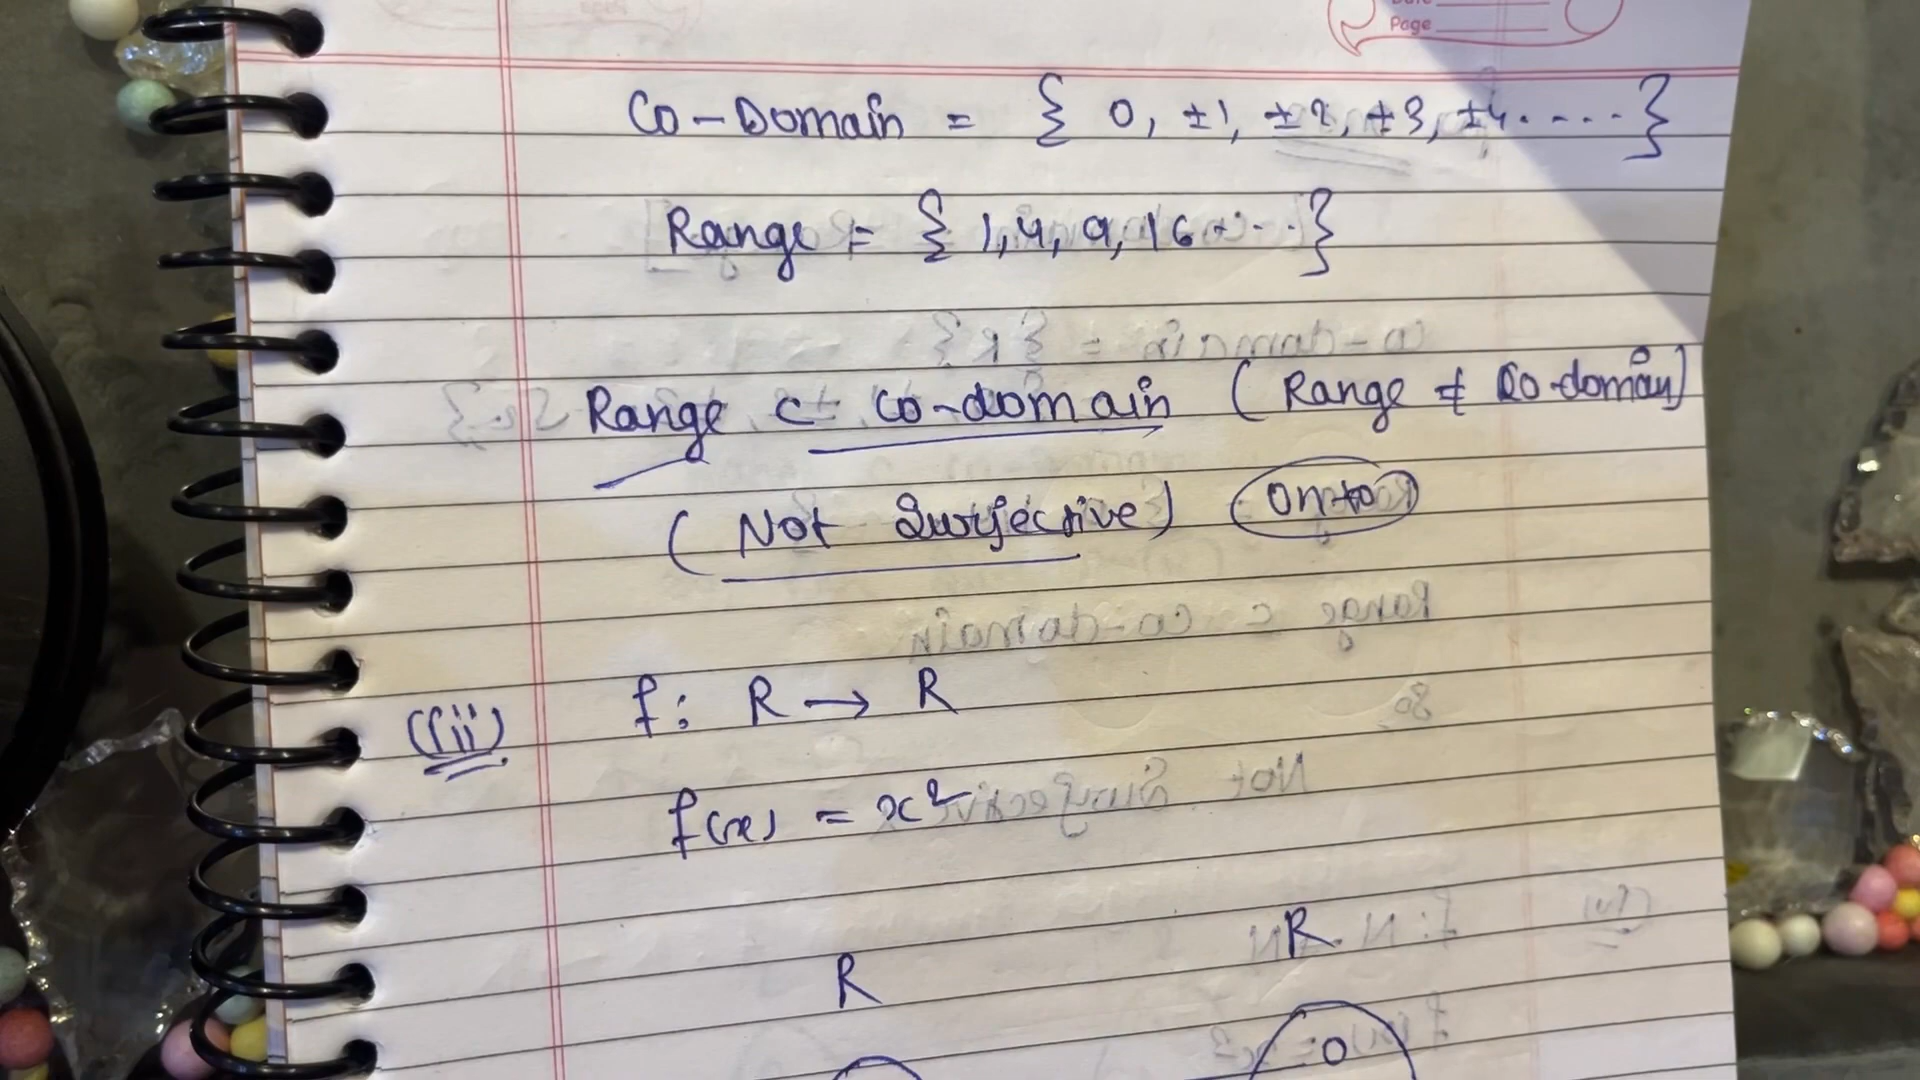 Page
Co-Domain = { 0, ±1, ±2, ±3, ±4..... }
Range = { 1, 4, 9, 16 .... }
Range ⊂ co-domain ( Range ≠ Co-domain)
( Not Surjective) onto
(iii) f: R → R
f(x) = x²
R R
0